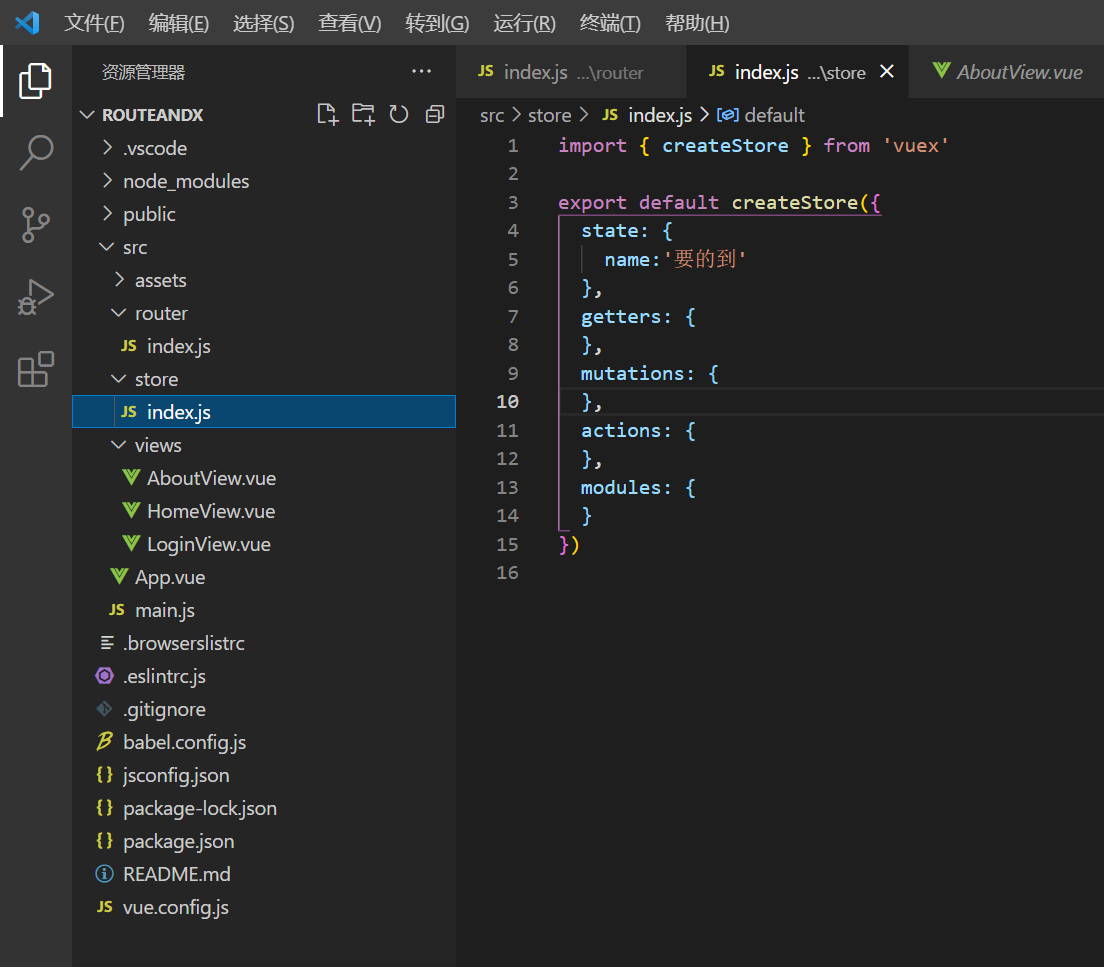 文件(F) 编辑(E) 选择(S) 查看(V) 转到(G) 运行(R) 终端(T) 帮助(H)
资源管理器 ···
ROUTEANDX
.vscode
node_modules
public
src
assets
router
JS index.js
store
JS index.js
views
AboutView.vue
HomeView.vue
LoginView.vue
App.vue
JS main.js
.browserslistrc
.eslintrc.js
.gitignore
babel.config.js
{} jsconfig.json
{} package-lock.json
{} package.json
README.md
JS vue.config.js
JS index.js ...\router JS index.js ...\store AboutView.vue
src > store > JS index.js > default
1 import { createStore } from 'vuex'
2
3 export default createStore({
4 state: {
5 name:'要的到'
6 },
7 getters: {
8 },
9 mutations: {
10 },
11 actions: {
12 },
13 modules: {
14 }
15 })
16